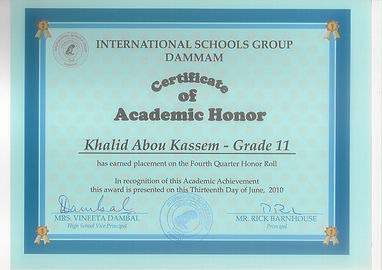 INTERNATIONAL SCHOOLS GROUP
DAMMAM
Certificate
of
Academic Honor
Khalid Abou Kassem - Grade 11
has earned placement on the Fourth Quarter Honor Roll
In recognition of this Academic Achievement
this award is presented on this Thirteenth Day of June, 2010
MRS. VINEETA DAMBAL
High School Vice Principal
MR. RICK BARNHOUSE
Principal